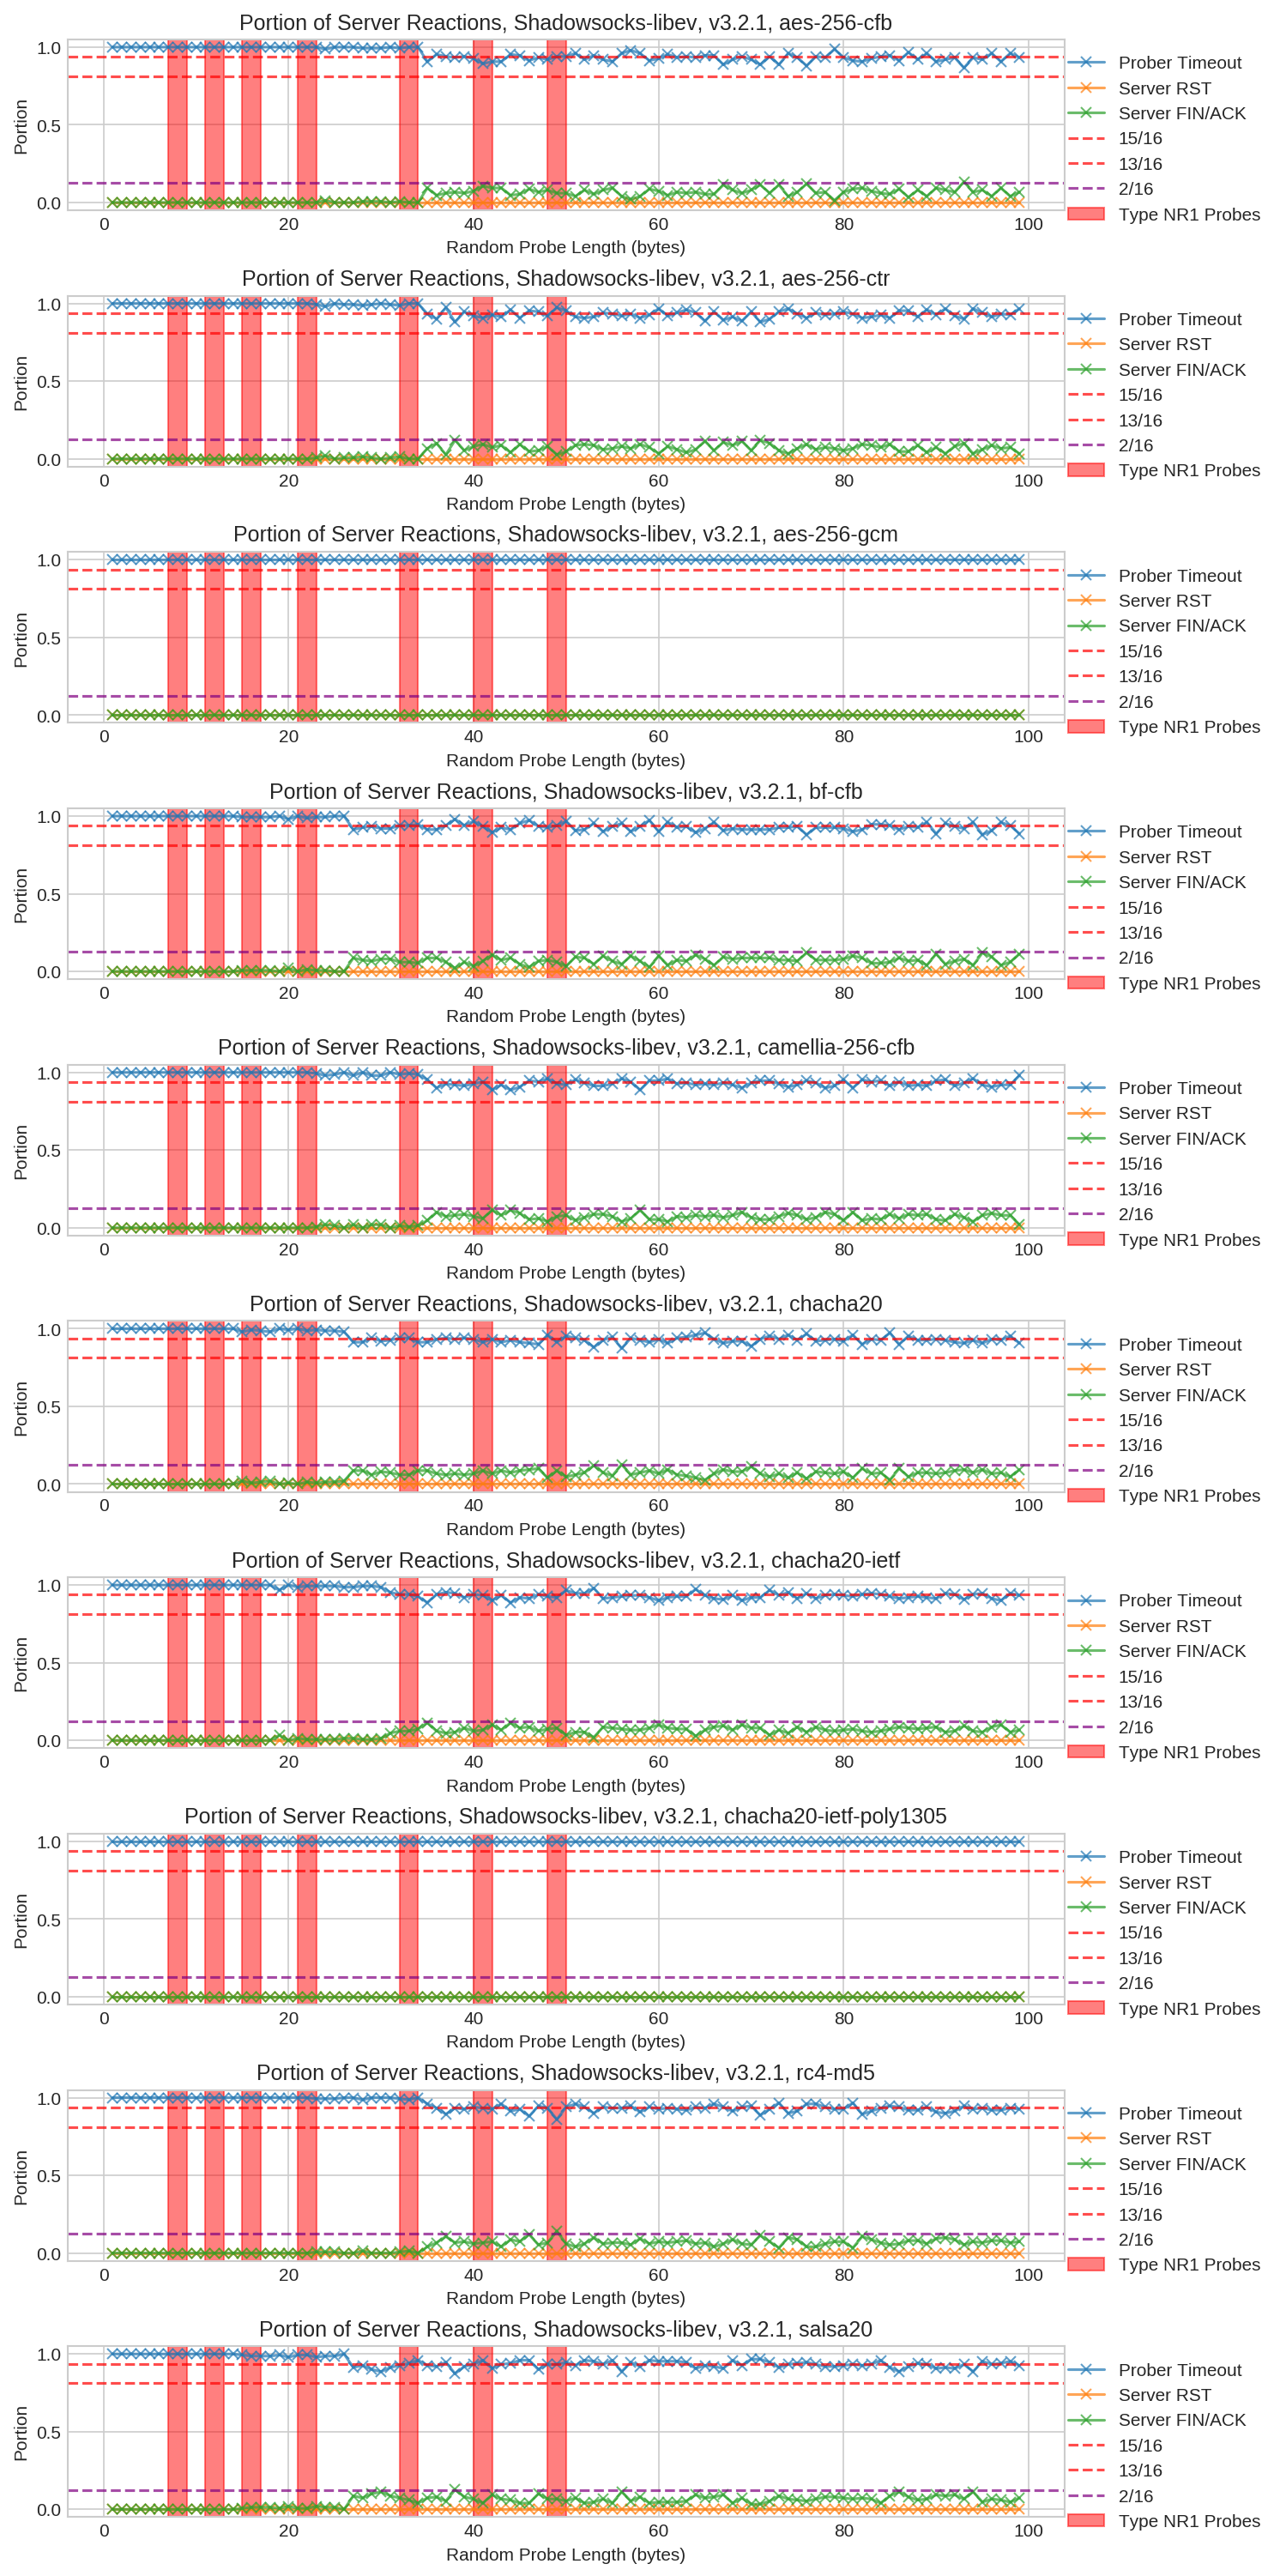 Portion of Server Reactions, Shadowsocks-libev, v3.2.1, aes-256-cfb
1.0
0.5
0.0
Portion
0 20 40 60 80 100
Random Probe Length (bytes)
Prober Timeout
Server RST
Server FIN/ACK
15/16
13/16
2/16
Type NR1 Probes
Portion of Server Reactions, Shadowsocks-libev, v3.2.1, aes-256-ctr
1.0
0.5
0.0
Portion
0 20 40 60 80 100
Random Probe Length (bytes)
Prober Timeout
Server RST
Server FIN/ACK
15/16
13/16
2/16
Type NR1 Probes
Portion of Server Reactions, Shadowsocks-libev, v3.2.1, aes-256-gcm
1.0
0.5
0.0
Portion
0 20 40 60 80 100
Random Probe Length (bytes)
Prober Timeout
Server RST
Server FIN/ACK
15/16
13/16
2/16
Type NR1 Probes
Portion of Server Reactions, Shadowsocks-libev, v3.2.1, bf-cfb
1.0
0.5
0.0
Portion
0 20 40 60 80 100
Random Probe Length (bytes)
Prober Timeout
Server RST
Server FIN/ACK
15/16
13/16
2/16
Type NR1 Probes
Portion of Server Reactions, Shadowsocks-libev, v3.2.1, camellia-256-cfb
1.0
0.5
0.0
Portion
0 20 40 60 80 100
Random Probe Length (bytes)
Prober Timeout
Server RST
Server FIN/ACK
15/16
13/16
2/16
Type NR1 Probes
Portion of Server Reactions, Shadowsocks-libev, v3.2.1, chacha20
1.0
0.5
0.0
Portion
0 20 40 60 80 100
Random Probe Length (bytes)
Prober Timeout
Server RST
Server FIN/ACK
15/16
13/16
2/16
Type NR1 Probes
Portion of Server Reactions, Shadowsocks-libev, v3.2.1, chacha20-ietf
1.0
0.5
0.0
Portion
0 20 40 60 80 100
Random Probe Length (bytes)
Prober Timeout
Server RST
Server FIN/ACK
15/16
13/16
2/16
Type NR1 Probes
Portion of Server Reactions, Shadowsocks-libev, v3.2.1, chacha20-ietf-poly1305
1.0
0.5
0.0
Portion
0 20 40 60 80 100
Random Probe Length (bytes)
Prober Timeout
Server RST
Server FIN/ACK
15/16
13/16
2/16
Type NR1 Probes
Portion of Server Reactions, Shadowsocks-libev, v3.2.1, rc4-md5
1.0
0.5
0.0
Portion
0 20 40 60 80 100
Random Probe Length (bytes)
Prober Timeout
Server RST
Server FIN/ACK
15/16
13/16
2/16
Type NR1 Probes
Portion of Server Reactions, Shadowsocks-libev, v3.2.1, salsa20
1.0
0.5
0.0
Portion
0 20 40 60 80 100
Random Probe Length (bytes)
Prober Timeout
Server RST
Server FIN/ACK
15/16
13/16
2/16
Type NR1 Probes